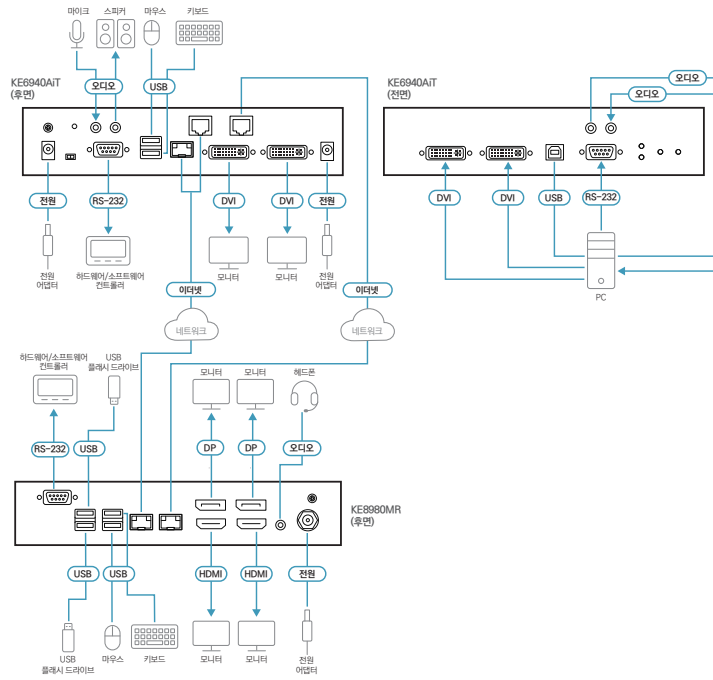 마이크
스피커
마우스
키보드
KE6940AiT
(후면)
오디오
USB
KE6940AiT
(전면)
오디오
오디오
전원
RS-232
DVI
DVI
전원
DVI
DVI
USB
RS-232
전원
어댑터
하드웨어/소프트웨어
컨트롤러
모니터
모니터
전원
어댑터
PC
이더넷
이더넷
네트워크
네트워크
하드웨어/소프트웨어
컨트롤러
USB
플래시 드라이브
모니터
모니터
헤드폰
RS-232
USB
DP
DP
오디오
KE8980MR
(후면)
USB
USB
HDMI
HDMI
전원
USB
플래시 드라이브
마우스
키보드
모니터
모니터
전원
어댑터